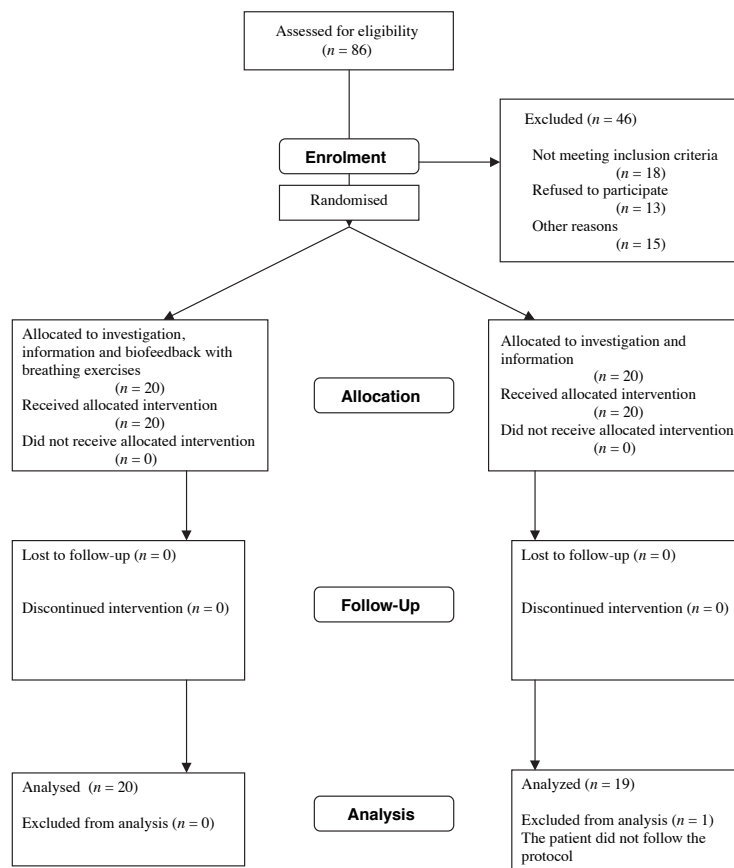 Assessed for eligibility
(n = 86)
Enrolment
Excluded (n = 46)
Not meeting inclusion criteria
(n = 18)
Refused to participate
(n = 13)
Other reasons
(n = 15)
Randomised
Allocated to investigation,
information and biofeedback with
breathing exercises
(n = 20)
Received allocated intervention
(n = 20)
Did not receive allocated intervention
(n = 0)
Allocation
Allocated to investigation and
information
(n = 20)
Received allocated intervention
(n = 20)
Did not receive allocated intervention
(n = 0)
Lost to follow-up (n = 0)
Discontinued intervention (n = 0)
Follow-Up
Lost to follow-up (n = 0)
Discontinued intervention (n = 0)
Analysed (n = 20)
Excluded from analysis (n = 0)
Analysis
Analyzed (n = 19)
Excluded from analysis (n = 1)
The patient did not follow the
protocol